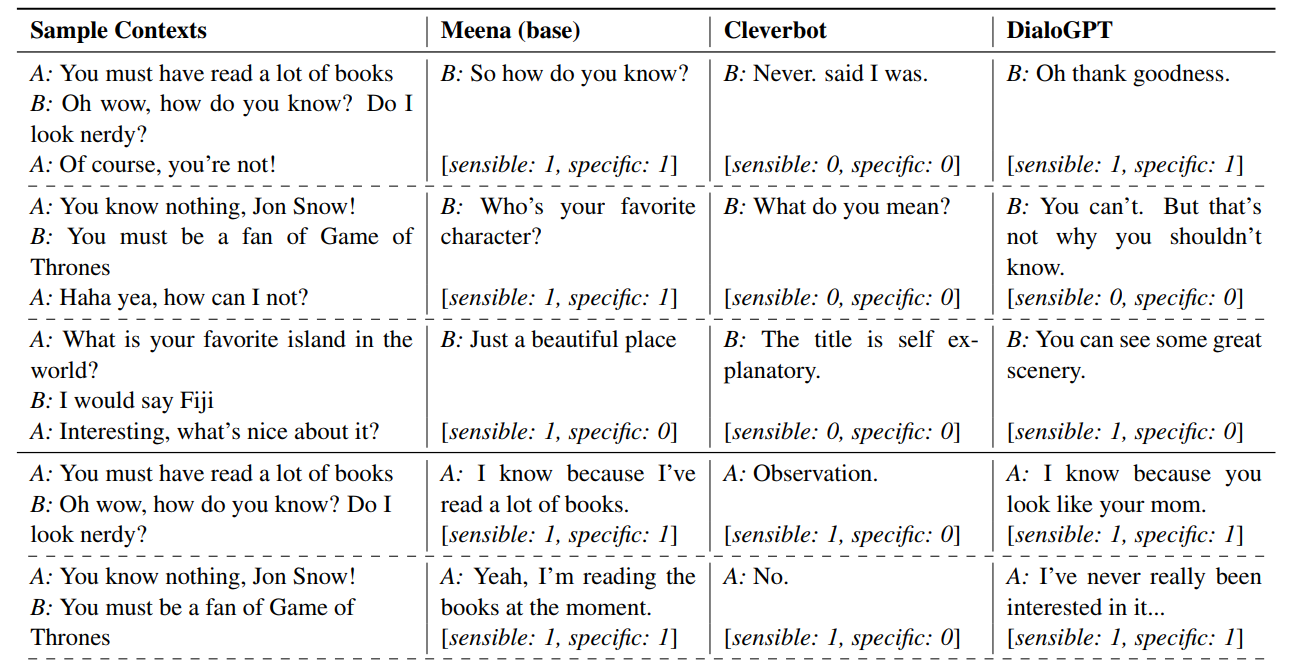 Sample Contexts Meena (base) Cleverbot DialoGPT
A: You must have read a lot of books
B: Oh wow, how do you know? Do I
look nerdy?
A: Of course, you're not!
B: So how do you know?
[sensible: 1, specific: 1]
B: Never. said I was.
[sensible: 0, specific: 0]
B: Oh thank goodness.
[sensible: 1, specific: 1]
A: You know nothing, Jon Snow!
B: You must be a fan of Game of
Thrones
A: Haha yea, how can I not?
B: Who's your favorite
character?
[sensible: 1, specific: 1]
B: What do you mean?
[sensible: 0, specific: 0]
B: You can't. But that's
not why you shouldn't
know.
[sensible: 0, specific: 0]
A: What is your favorite island in the
world?
B: I would say Fiji
A: Interesting, what's nice about it?
B: Just a beautiful place
[sensible: 1, specific: 0]
B: The title is self ex-
planatory.
[sensible: 0, specific: 0]
B: You can see some great
scenery.
[sensible: 1, specific: 0]
A: You must have read a lot of books
B: Oh wow, how do you know? Do I
look nerdy?
A: I know because I've
read a lot of books.
[sensible: 1, specific: 1]
A: Observation.
[sensible: 1, specific: 0]
A: I know because you
look like your mom.
[sensible: 1, specific: 1]
A: You know nothing, Jon Snow!
B: You must be a fan of Game of
Thrones
A: Yeah, I'm reading the
books at the moment.
[sensible: 1, specific: 1]
A: No.
[sensible: 1, specific: 0]
A: I've never really been
interested in it...
[sensible: 1, specific: 1]